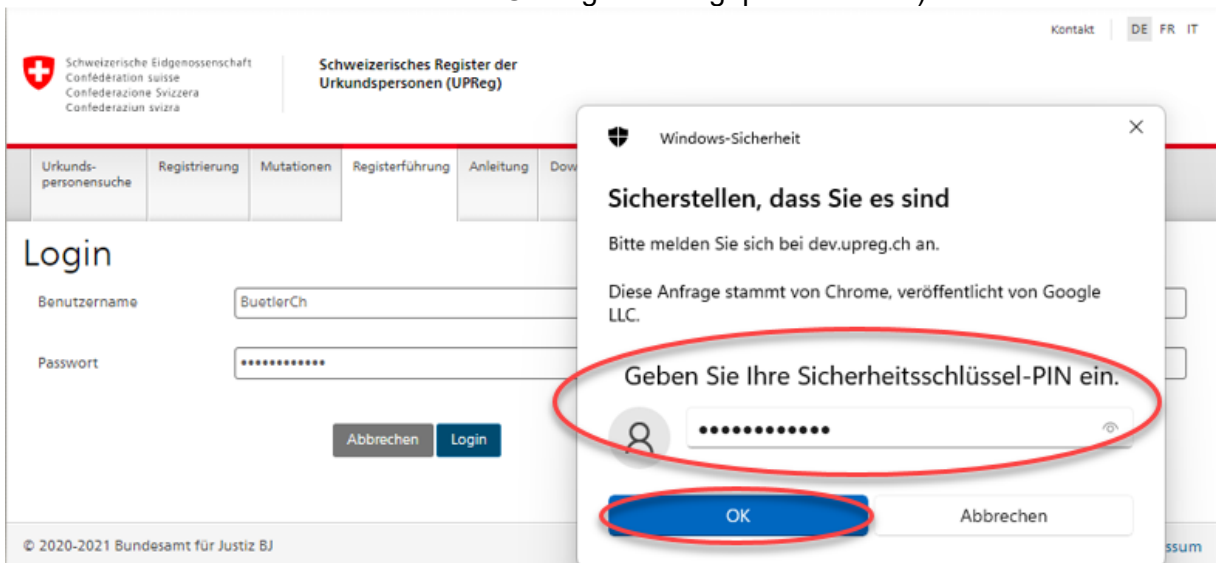 Kontakt DE FR IT
Schweizerische Eidgenossenschaft
Confédération suisse
Confederazione Svizzera
Confederaziun svizra
Schweizerisches Register der
Urkundspersonen (UPReg)
Urkunds-
personensuche
Registrierung
Mutationen
Registerführung
Anleitung
Login
Benutzername
BuetlerCh
Passwort
••••••••••••
Abbrechen
Login
Windows-Sicherheit
Sicherstellen, dass Sie es sind
Bitte melden Sie sich bei dev.upreg.ch an.
Diese Anfrage stammt von Chrome, veröffentlicht von Google
LLC.
Geben Sie Ihre Sicherheitsschlüssel-PIN ein.
••••••••••••
OK
Abbrechen
© 2020-2021 Bundesamt für Justiz BJ